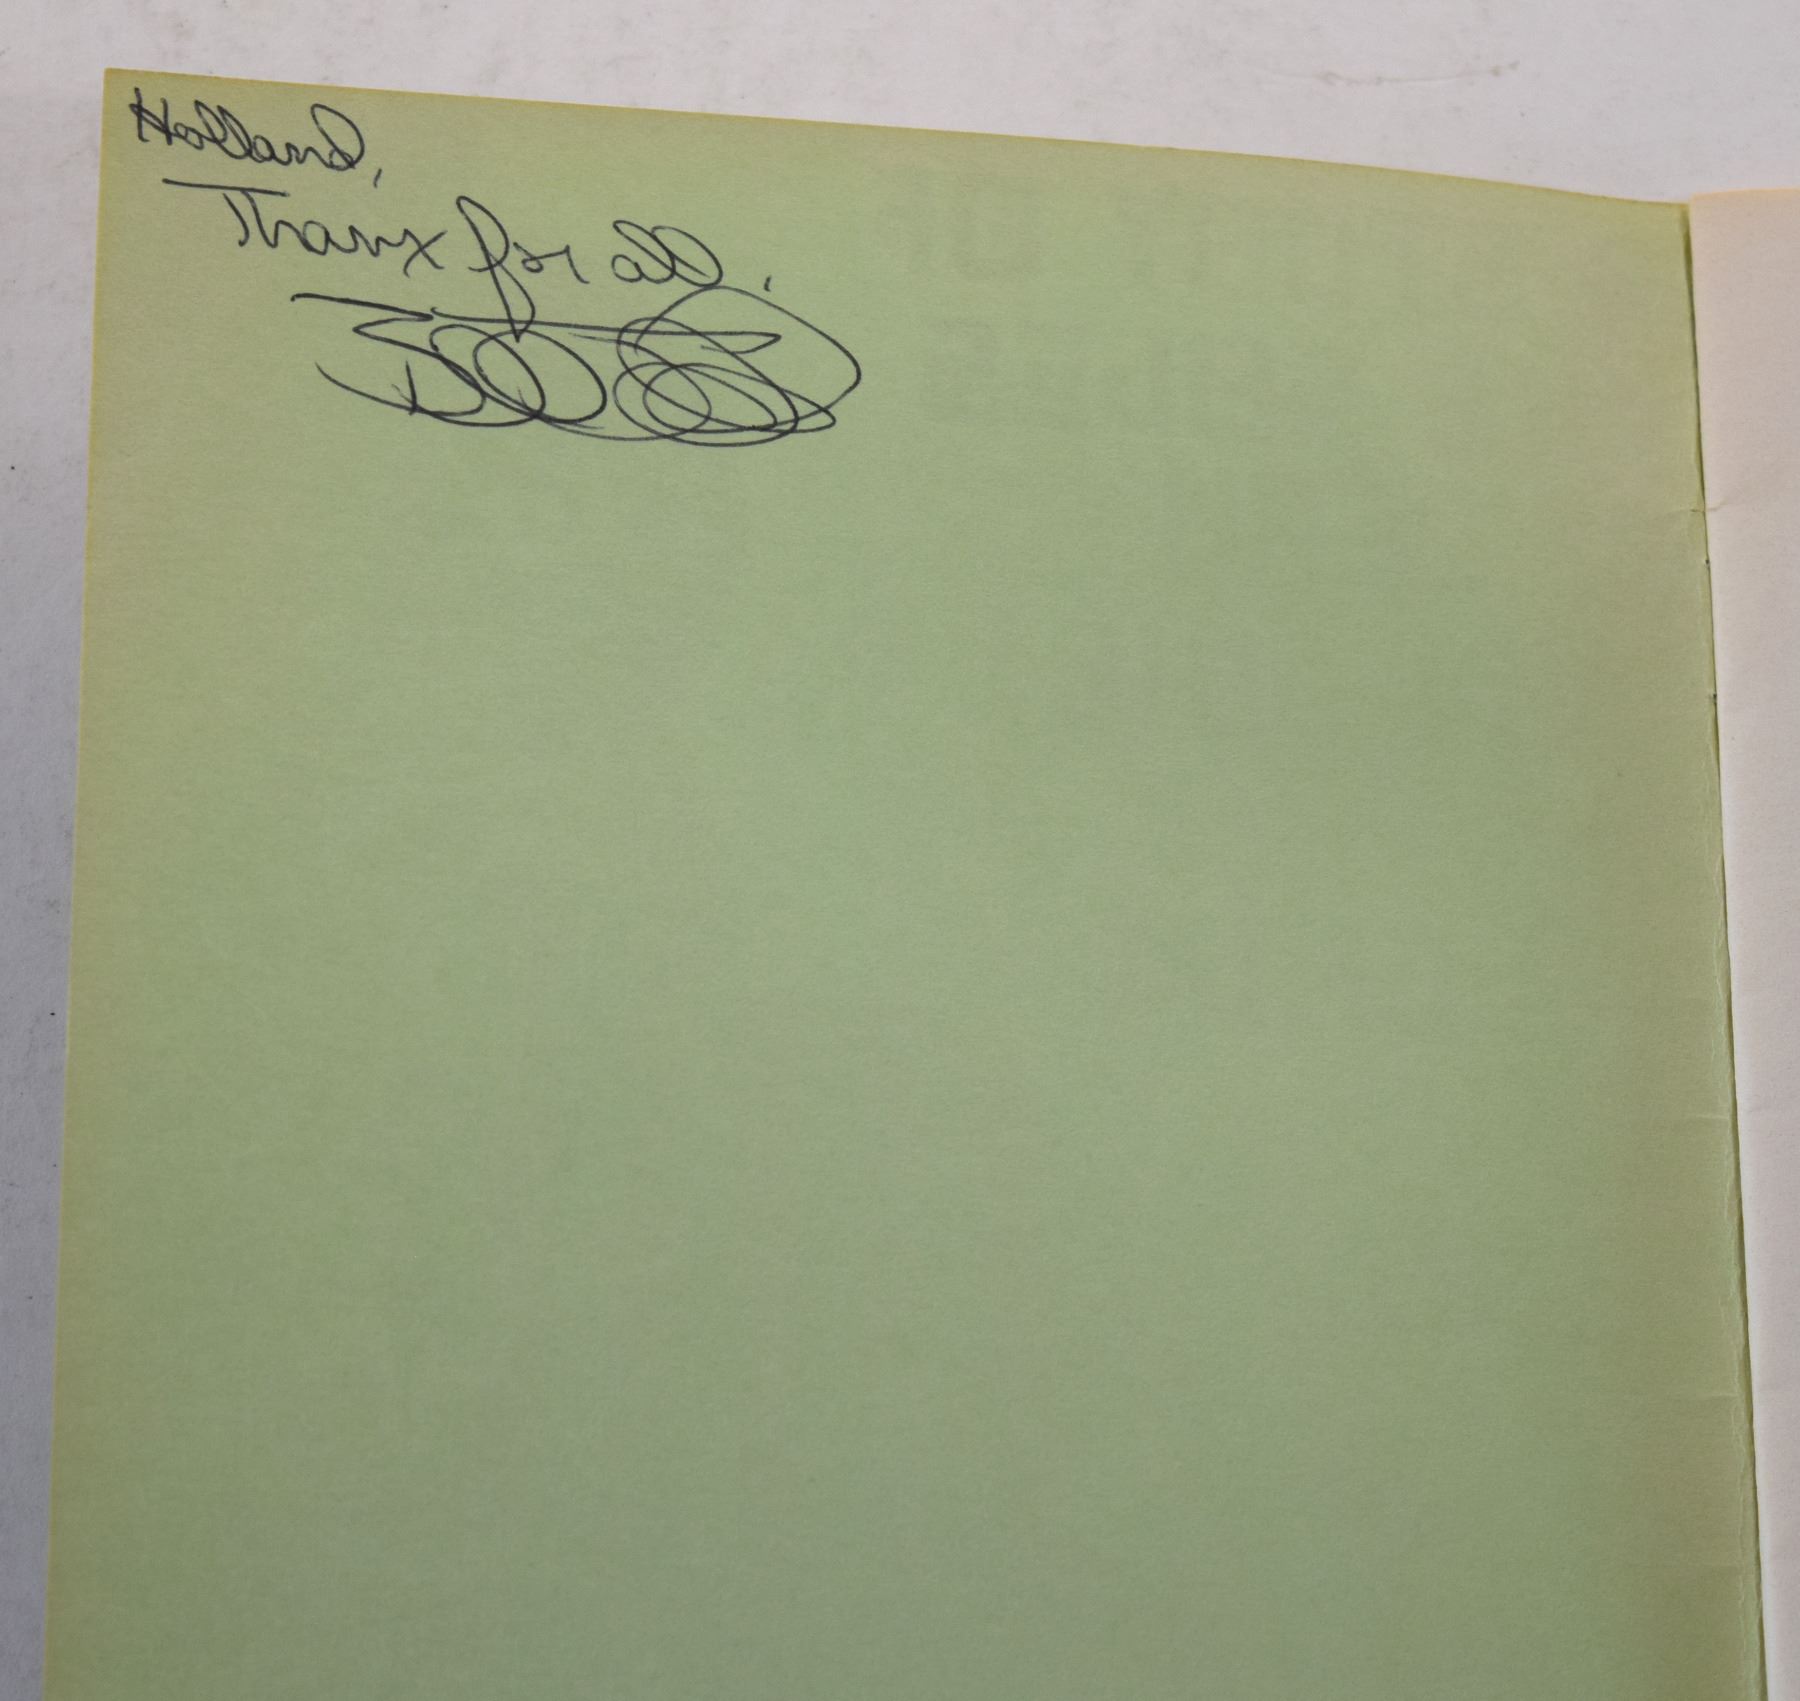 Holland,
Thanx for all.